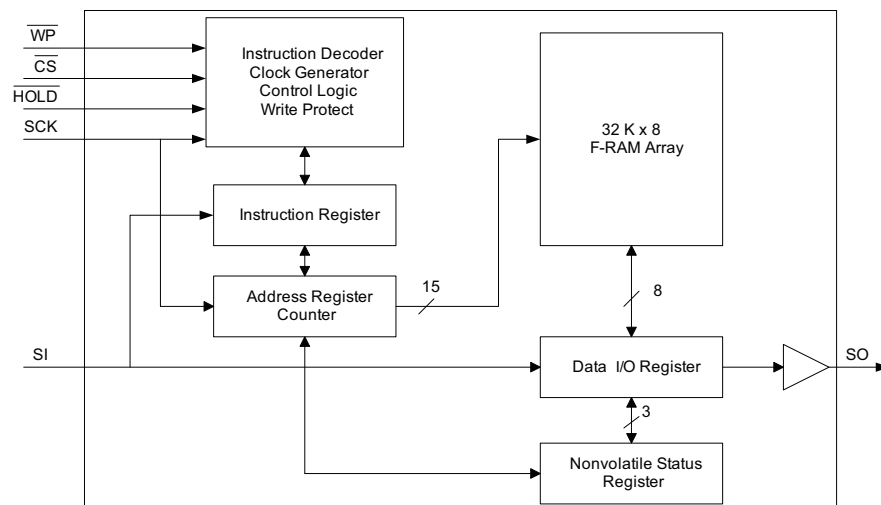 WP
CS
HOLD
SCK
Instruction Decoder
Clock Generator
Control Logic
Write Protect
32 K x 8
F-RAM Array
Instruction Register
Address Register
Counter
15
8
SI
Data I/O Register
SO
3
Nonvolatile Status
Register